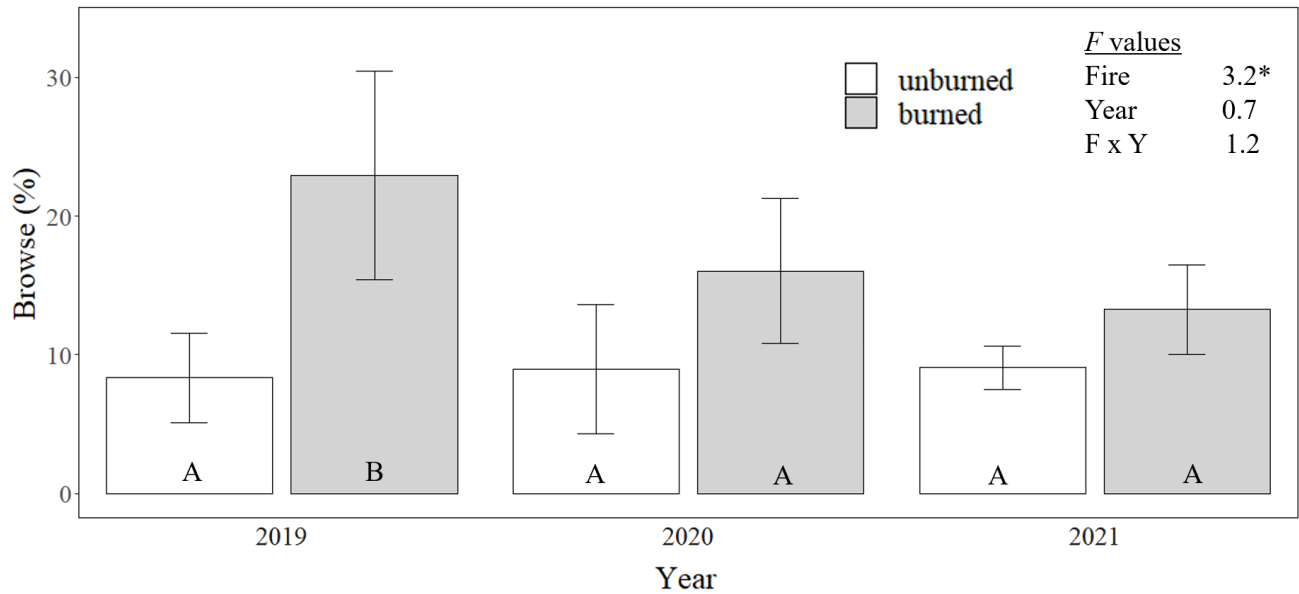 F values
unburned
burned
Fire 3.2*
Year 0.7
F x Y 1.2
Browse (%)
30
20
10
0
A B A A A A
2019 2020 2021
Year